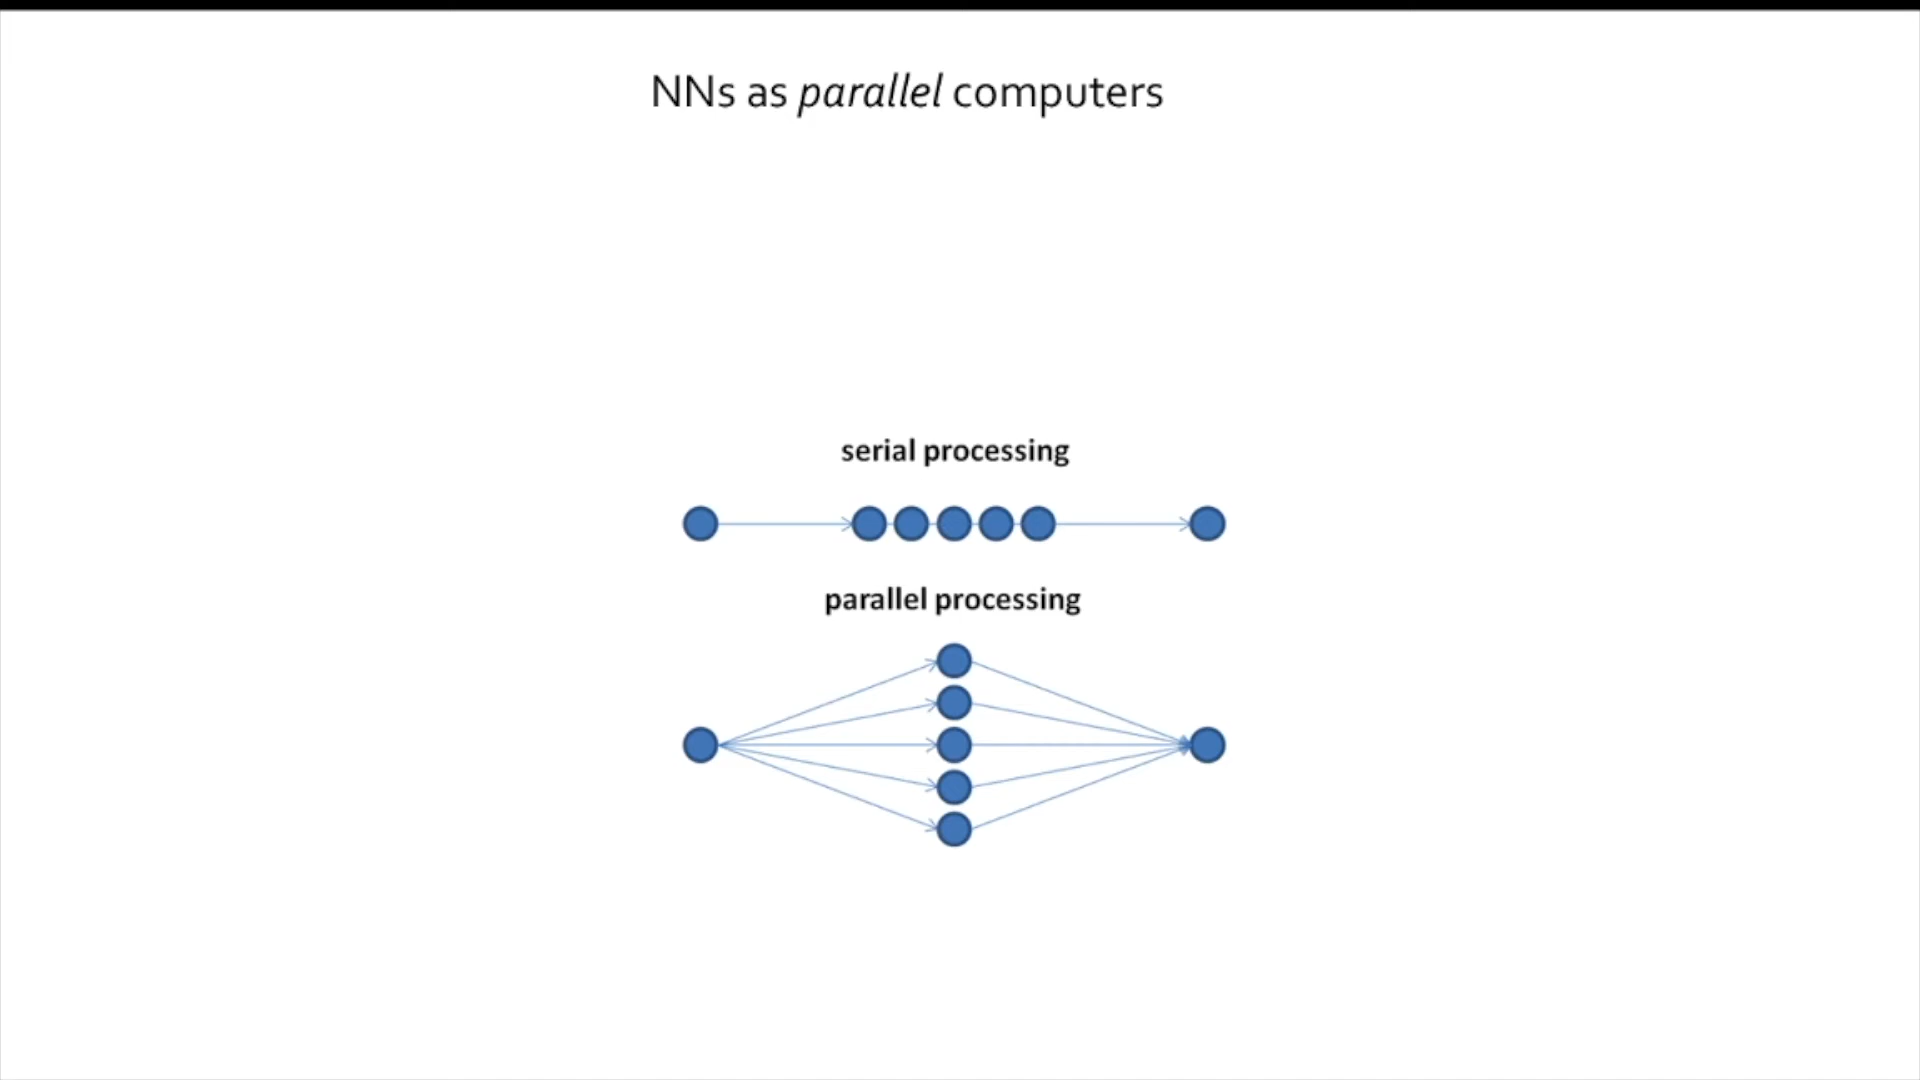 NNs as parallel computers
serial processing
parallel processing